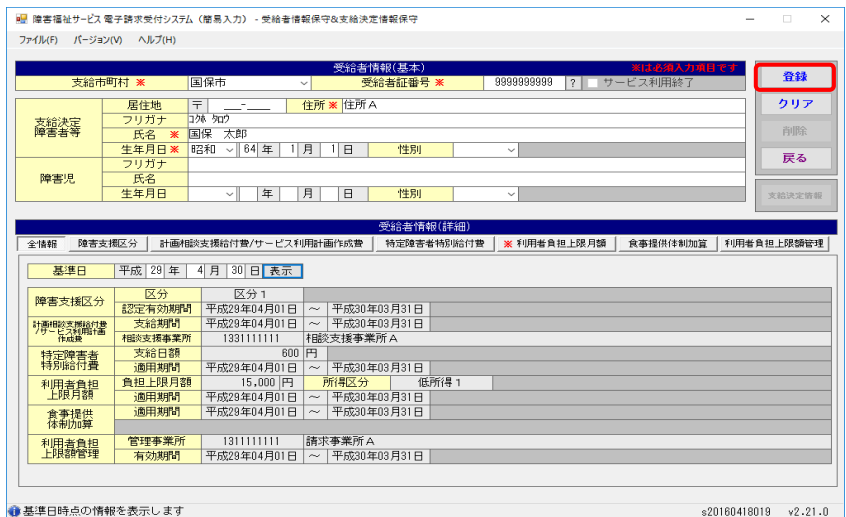 障害福祉サービス 電子請求受付システム (簡易入力) - 受給者情報保守&支給決定情報保守
ファイル(F) バージョン(V) ヘルプ(H)
受給者情報(基本) ※は必須入力項目です
支給市町村 ※ 国保市 受給者証番号 ※ 9999999999 ? サービス利用終了
登録
クリア
削除
戻る
支給決定情報
支給決定障害者等
居住地 〒 ___-____ 住所 ※ 住所A
フリガナ コクホ タロウ
氏名 ※ 国保 太郎
生年月日 ※ 昭和 64 年 1 月 1 日 性別
障害児
フリガナ
氏名
生年月日 年 月 日 性別
受給者情報(詳細)
全情報 障害支援区分 計画相談支援給付費/サービス利用計画作成費 特定障害者特別給付費 ※ 利用者負担上限月額 食事提供体制加算 利用者負担上限額管理
基準日 平成 29 年 4 月 30 日 表示
障害支援区分 区分 区分1
認定有効期間 平成29年04月01日 ～ 平成30年03月31日
計画相談支援給付費/サービス利用計画作成費 支給期間 平成29年04月01日 ～ 平成30年03月31日
相談支援事業所 1331111111 相談支援事業所A
特定障害者特別給付費 支給日額 600 円
適用期間 平成29年04月01日 ～ 平成30年03月31日
利用者負担上限月額 負担上限月額 15,000 円 所得区分 低所得1
適用期間 平成29年04月01日 ～ 平成30年03月31日
食事提供体制加算 適用期間 平成29年04月01日 ～ 平成30年03月31日
利用者負担上限額管理 管理事業所 1311111111 請求事業所A
有効期間 平成29年04月01日 ～ 平成30年03月31日
基準日時点の情報を表示します s20160418019 v2.21.0